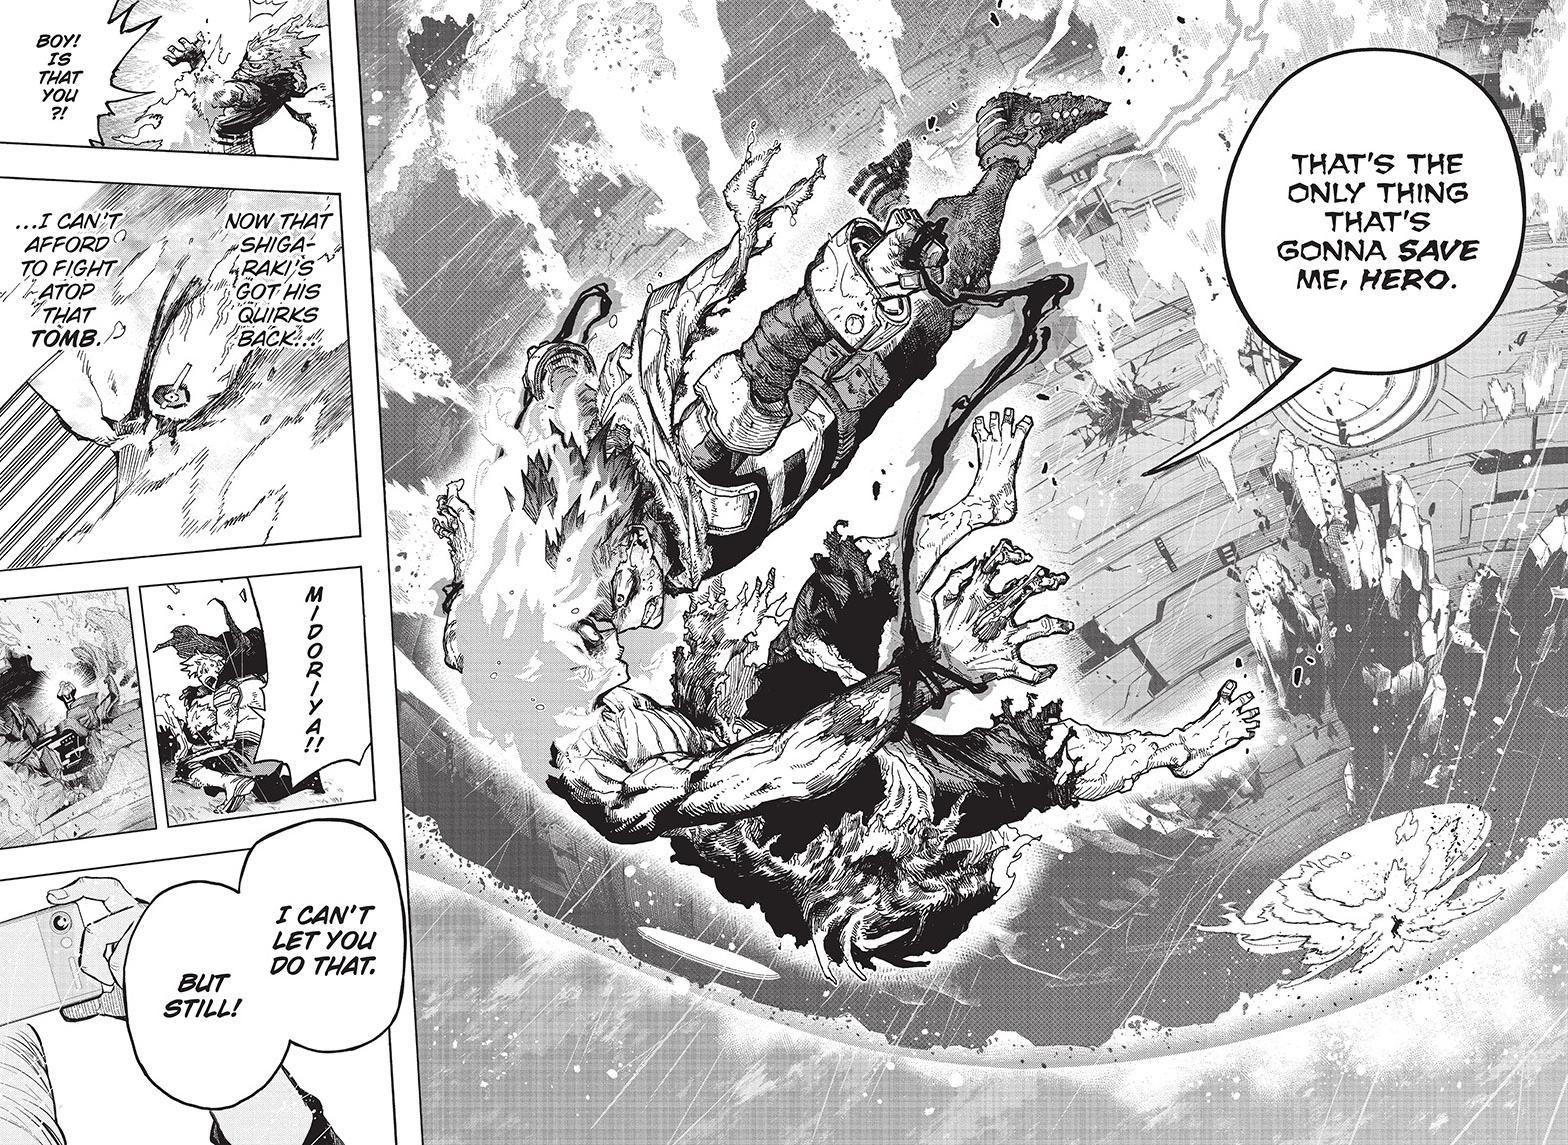 THAT'S THE
ONLY THING
THAT'S
GONNA SAVE
ME, HERO.
BOY!
IS
THAT
YOU
?!
NOW THAT
SHIGA-
RAKI'S
GOT HIS
QUIRKS
BACK...
...I CAN'T
AFFORD
TO FIGHT
ATOP
THAT
TOMB.
MIDORIYA!!
I CAN'T
LET YOU
DO THAT.
BUT
STILL!